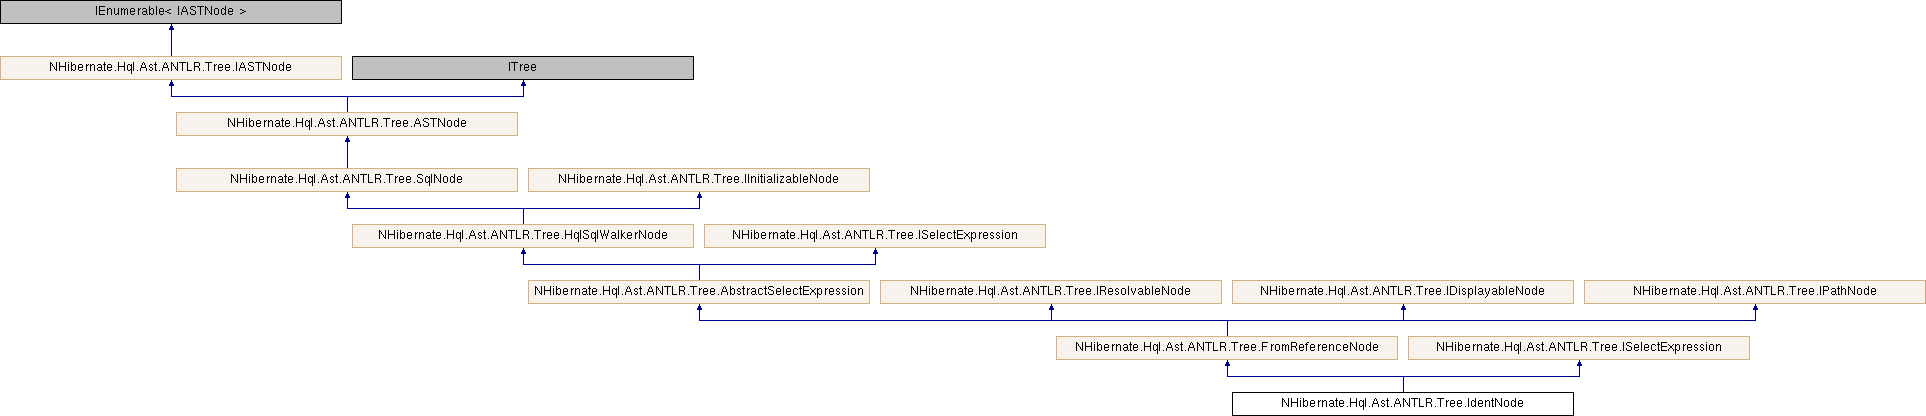 IEnumerable< IASTNode >
NHibernate.Hql.Ast.ANTLR.Tree.IASTNode
ITree
NHibernate.Hql.Ast.ANTLR.Tree.ASTNode
NHibernate.Hql.Ast.ANTLR.Tree.SqlNode
NHibernate.Hql.Ast.ANTLR.Tree.IInitializableNode
NHibernate.Hql.Ast.ANTLR.Tree.HqlSqlWalkerNode
NHibernate.Hql.Ast.ANTLR.Tree.ISelectExpression
NHibernate.Hql.Ast.ANTLR.Tree.AbstractSelectExpression
NHibernate.Hql.Ast.ANTLR.Tree.IResolvableNode
NHibernate.Hql.Ast.ANTLR.Tree.IDisplayableNode
NHibernate.Hql.Ast.ANTLR.Tree.IPathNode
NHibernate.Hql.Ast.ANTLR.Tree.FromReferenceNode
NHibernate.Hql.Ast.ANTLR.Tree.ISelectExpression
NHibernate.Hql.Ast.ANTLR.Tree.IdentNode